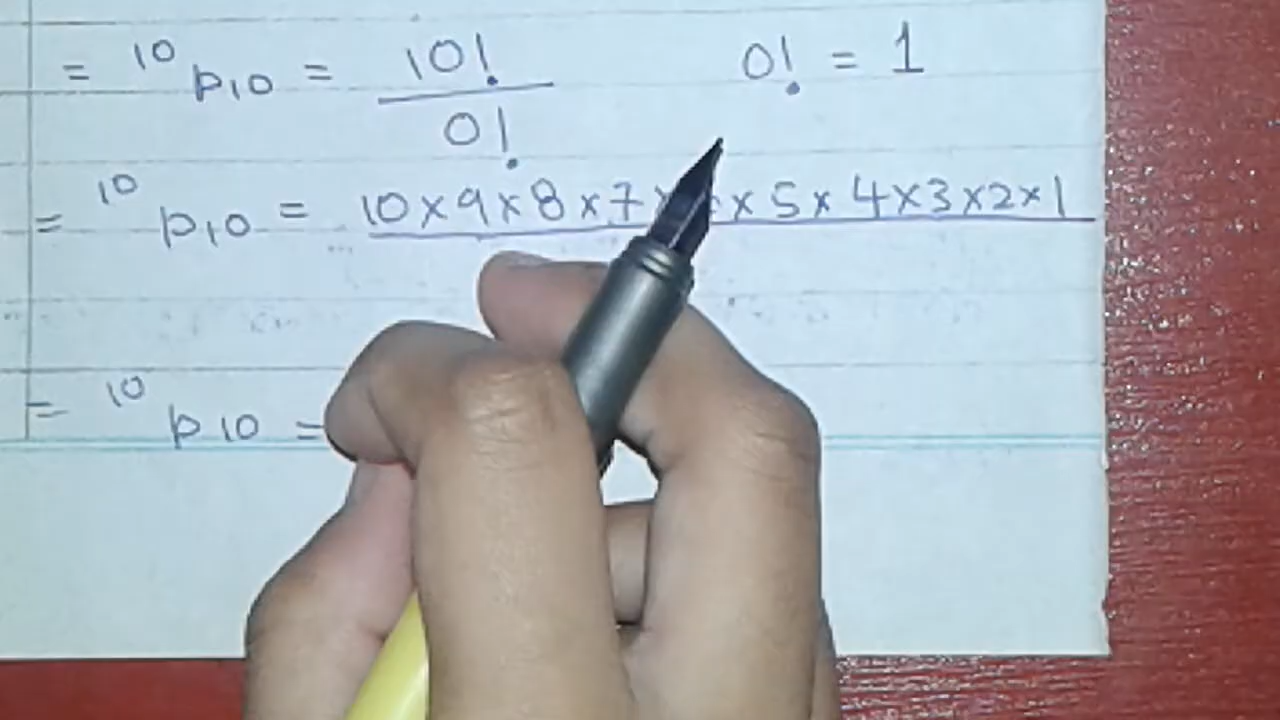 = ¹⁰P₁₀ = 10! / 0!   0! = 1
= ¹⁰P₁₀ = 10×9×8×7× ×5×4×3×2×1
= ¹⁰P₁₀ =